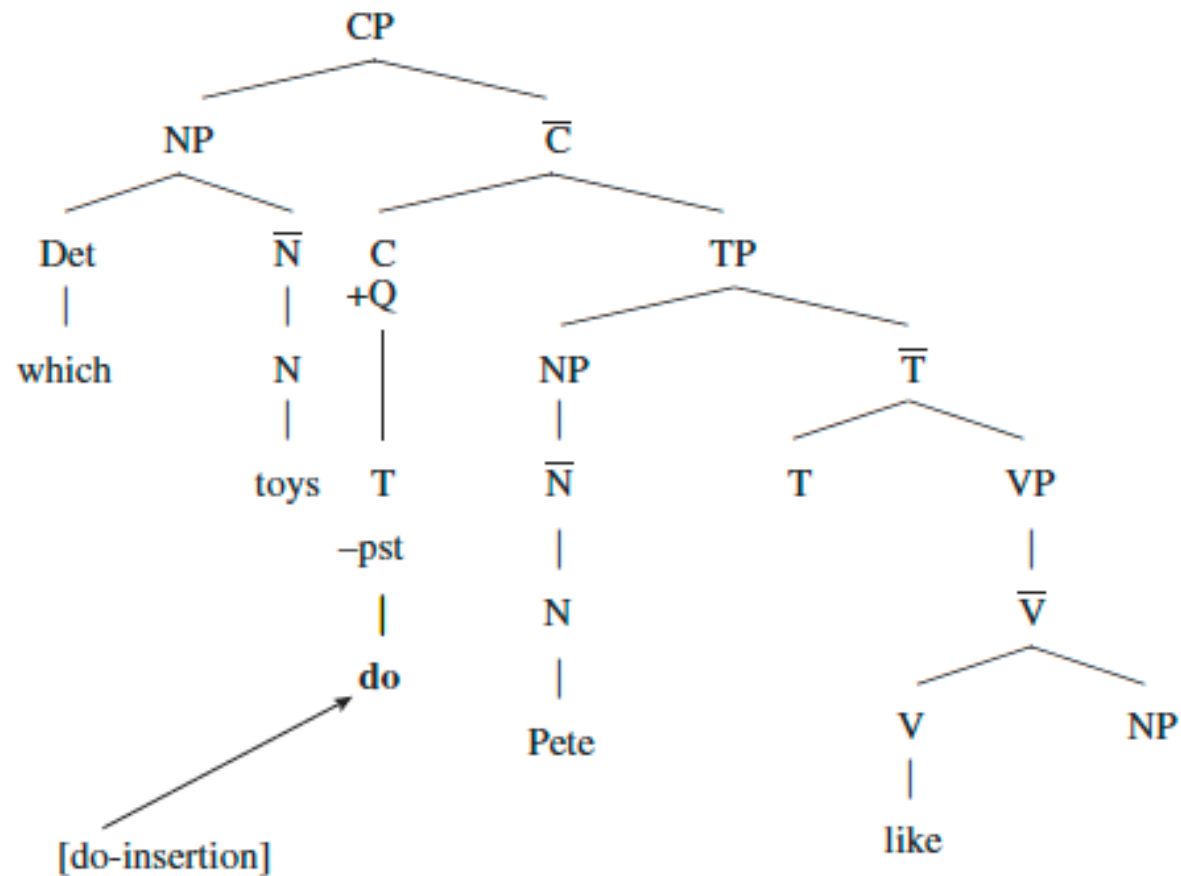 CP
NP C̅
Det N̅ C TP
+Q
which N NP T̅
toys T N̅ T VP
–pst
N V̅
do
Pete V NP
[do-insertion] like